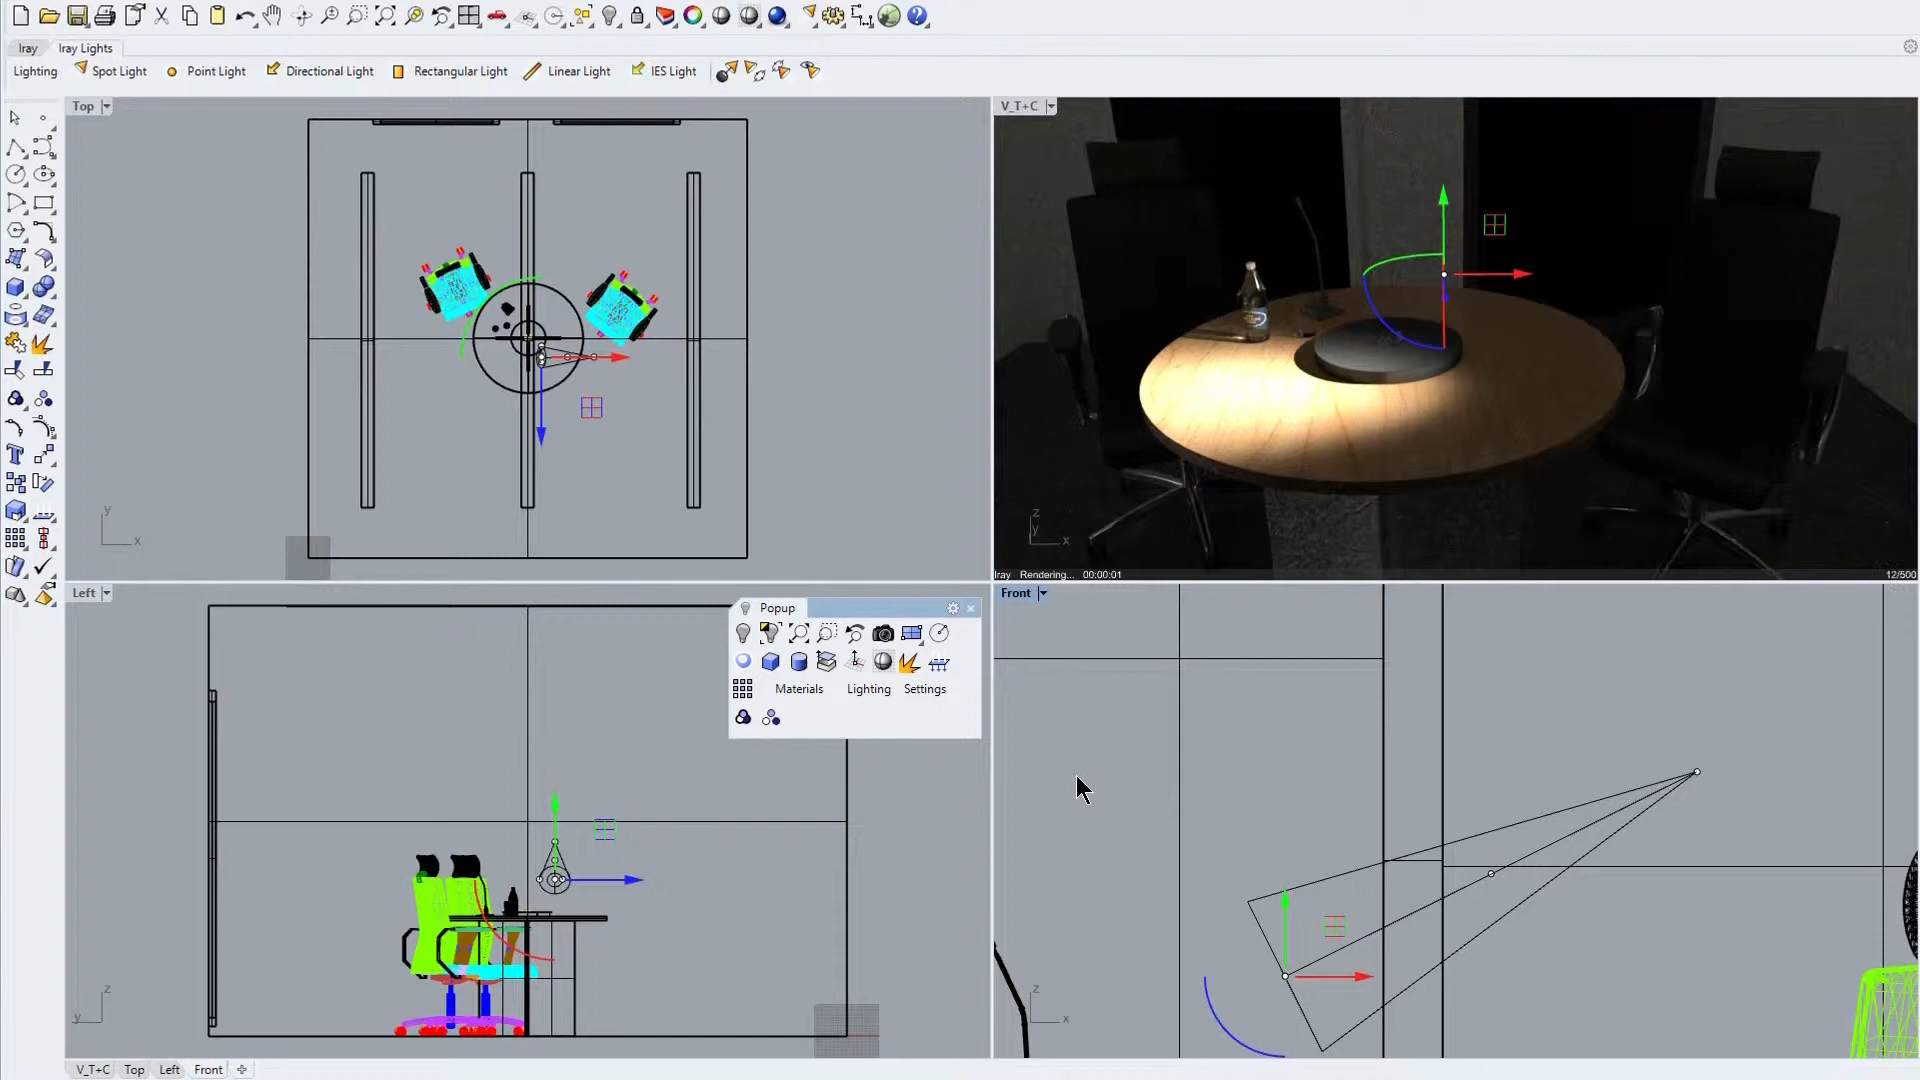 Iray Iray Lights
Lighting Spot Light Point Light Directional Light Rectangular Light Linear Light IES Light
Top
y
x
V_T+C
z
y
x
Iray Rendering... 00:00:01 12/500
Left
z
y
Popup
Materials Lighting Settings
Front
z
x
V_T+C Top Left Front